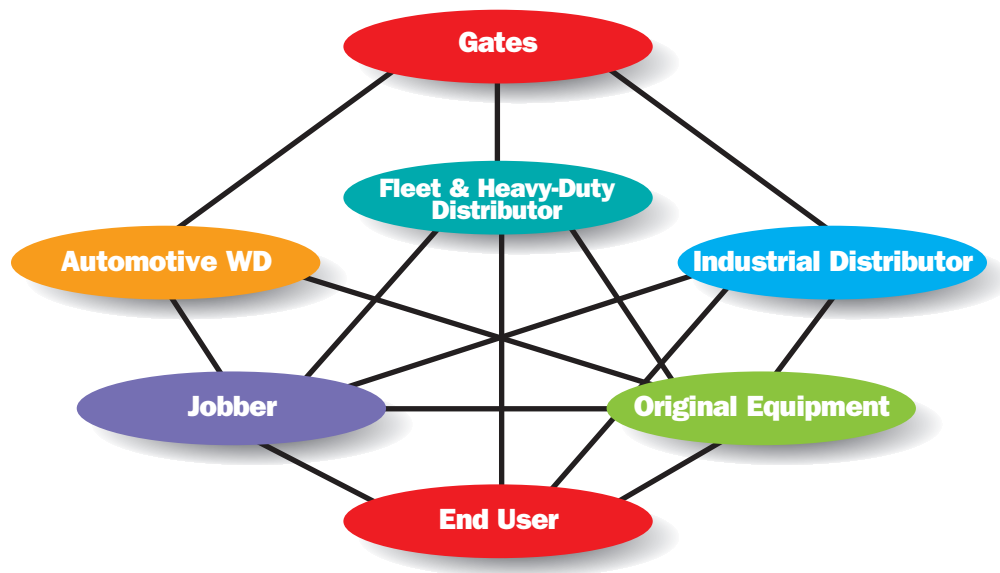 Gates
Fleet & Heavy-Duty
Distributor
Automotive WD
Industrial Distributor
Jobber
Original Equipment
End User